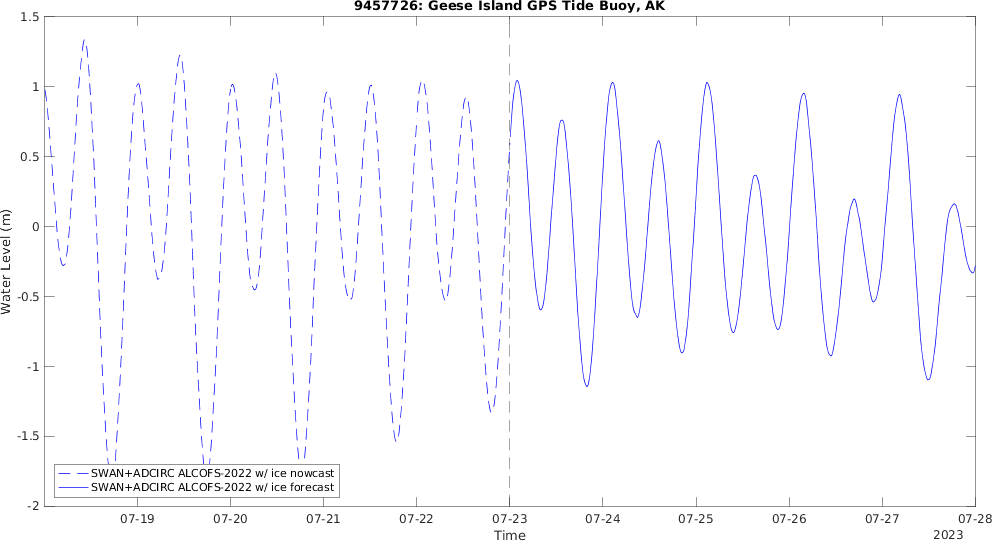 9457726: Geese Island GPS Tide Buoy, AK
1.5
1
0.5
0
-0.5
-1
-1.5
-2
Water Level (m)
SWAN+ADCIRC ALCOFS-2022 w/ ice nowcast
SWAN+ADCIRC ALCOFS-2022 w/ ice forecast
07-19 07-20 07-21 07-22 07-23 07-24 07-25 07-26 07-27 07-28
Time
2023